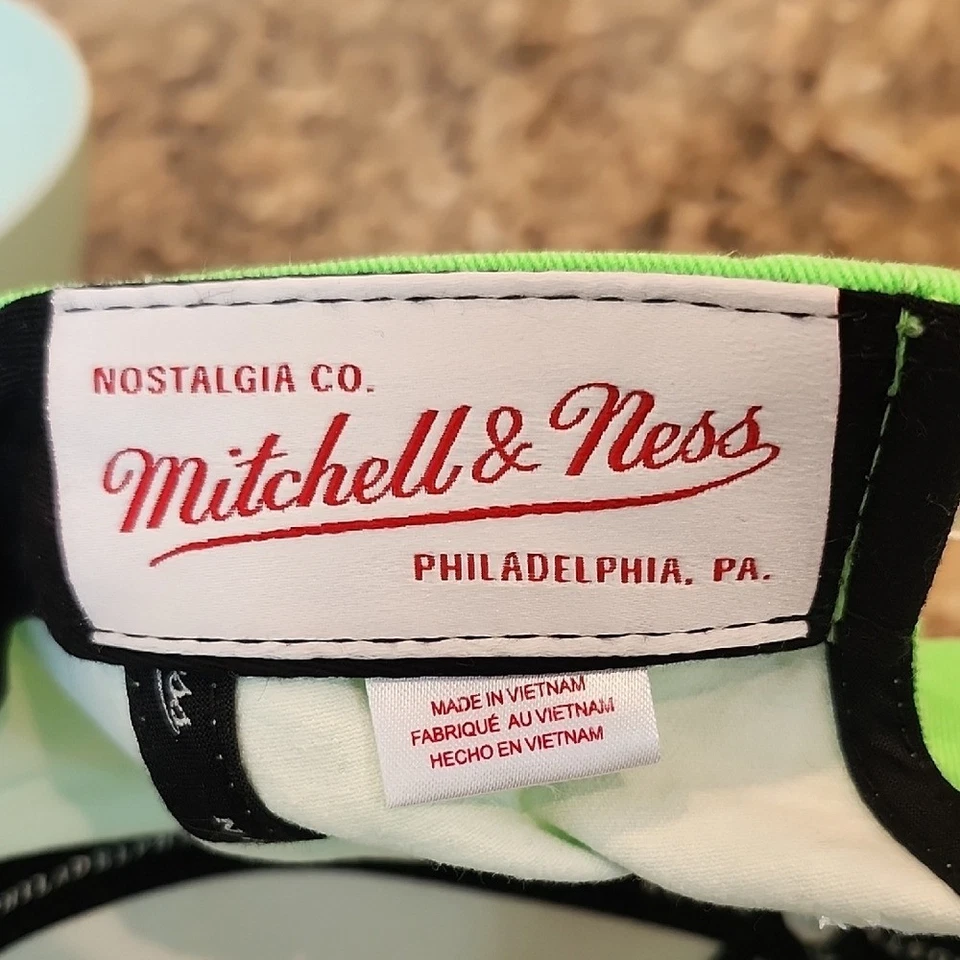 NOSTALGIA CO.
Mitchell & Ness
PHILADELPHIA, PA.
MADE IN VIETNAM
FABRIQUÉ AU VIETNAM
HECHO EN VIETNAM